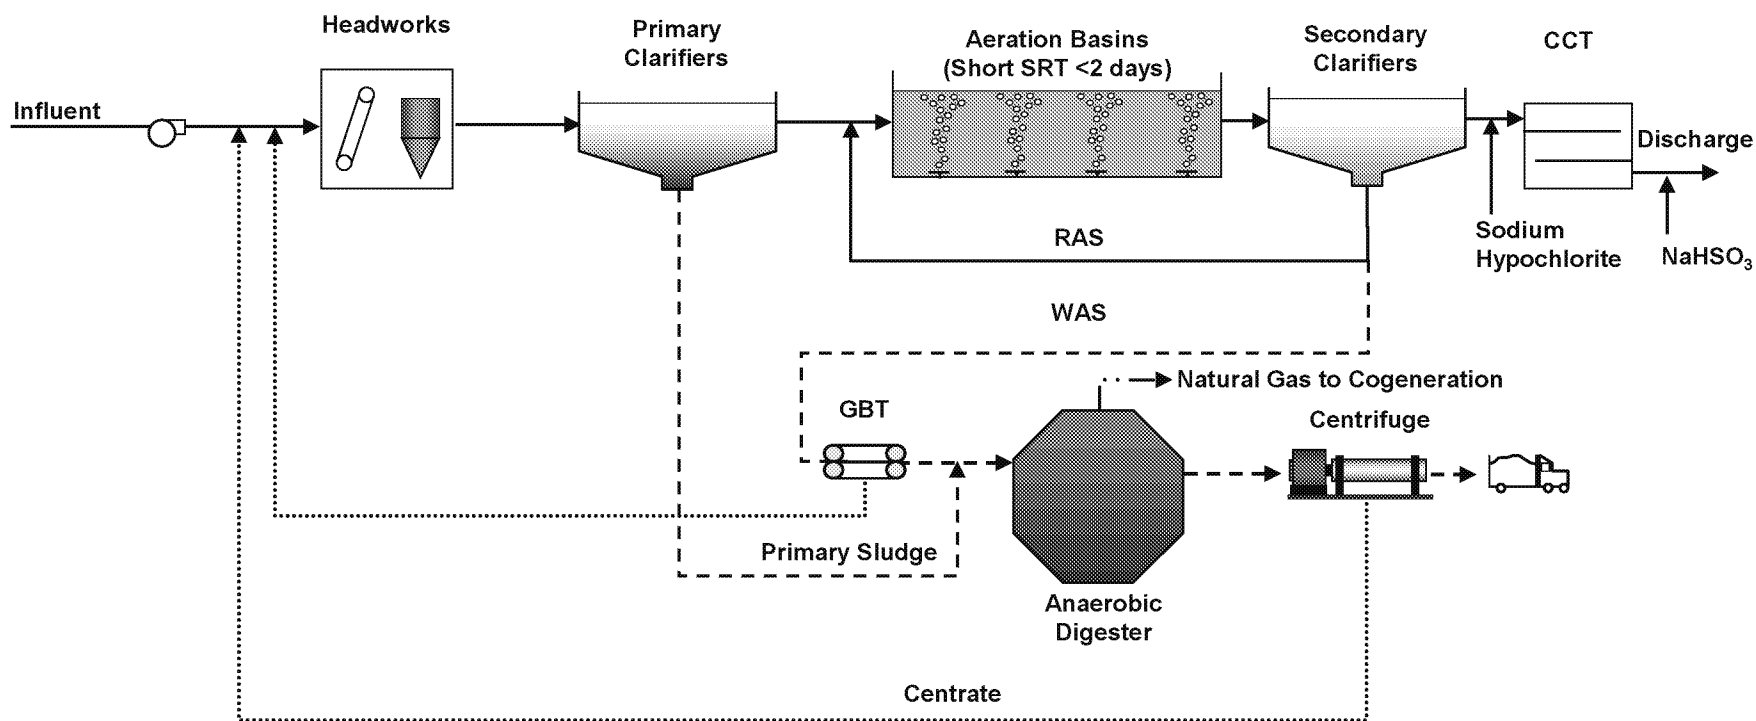 Headworks
Primary
Clarifiers
Aeration Basins
(Short SRT <2 days)
Secondary
Clarifiers
CCT
Influent
Discharge
RAS
Sodium
Hypochlorite
NaHSO₃
WAS
Natural Gas to Cogeneration
GBT
Centrifuge
Primary Sludge
Anaerobic
Digester
Centrate